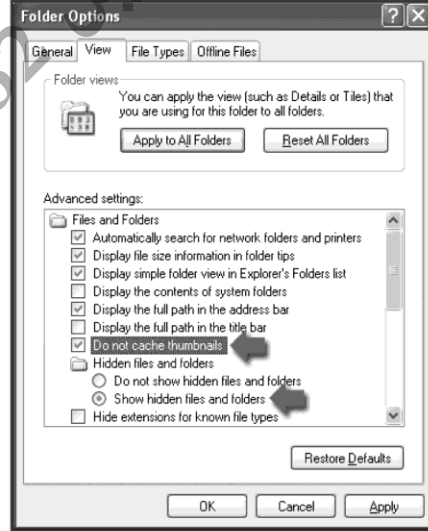 Folder Options
General View File Types Offline Files
Folder views
You can apply the view (such as Details or Tiles) that
you are using for this folder to all folders.
Apply to All Folders Reset All Folders
Advanced settings:
Files and Folders
Automatically search for network folders and printers
Display file size information in folder tips
Display simple folder view in Explorer's Folders list
Display the contents of system folders
Display the full path in the address bar
Display the full path in the title bar
Do not cache thumbnails
Hidden files and folders
Do not show hidden files and folders
Show hidden files and folders
Hide extensions for known file types
Restore Defaults
OK Cancel Apply